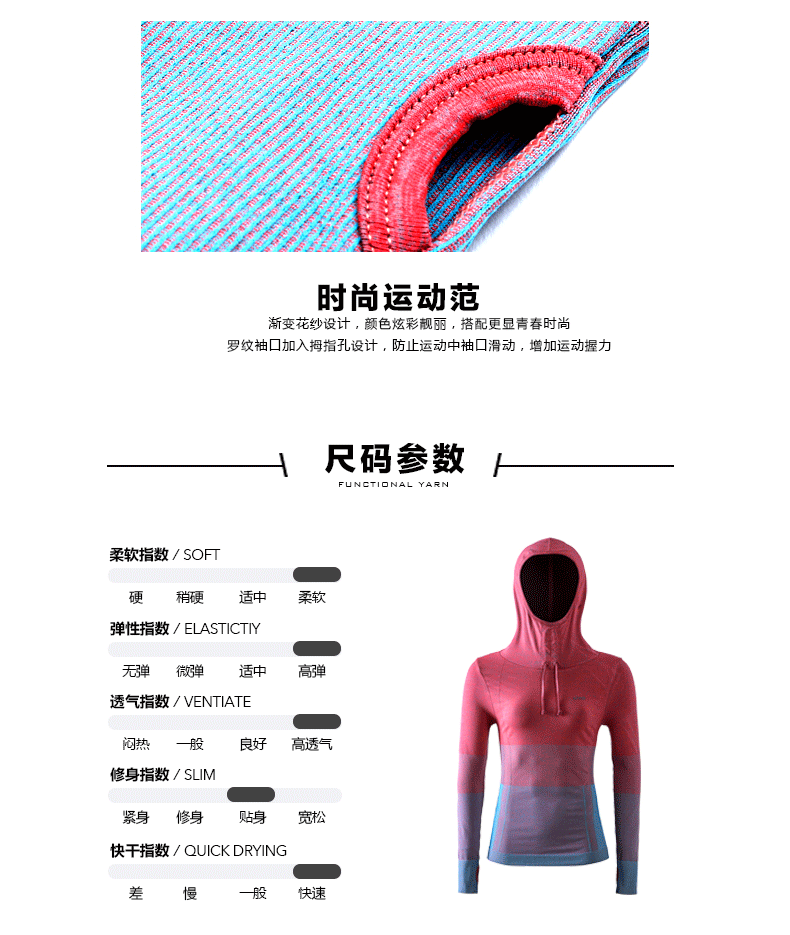 时尚运动范
渐变花纱设计，颜色炫彩靓丽，搭配更显青春时尚
罗纹袖口加入拇指孔设计，防止运动中袖口滑动，增加运动握力
尺码参数
FUNCTIONAL YARN
柔软指数 / SOFT
硬 稍硬 适中 柔软
弹性指数 / ELASTICTIY
无弹 微弹 适中 高弹
透气指数 / VENTIATE
闷热 一般 良好 高透气
修身指数 / SLIM
紧身 修身 贴身 宽松
快干指数 / QUICK DRYING
差 慢 一般 快速